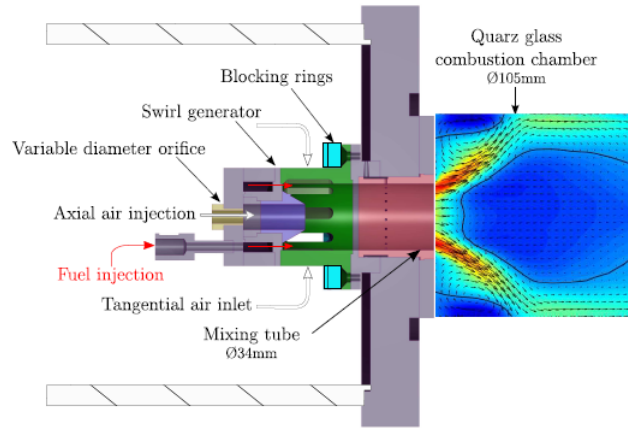 Quarz glass
combustion chamber
Ø105mm
Blocking rings
Swirl generator
Variable diameter orifice
Axial air injection
Fuel injection
Tangential air inlet
Mixing tube
Ø34mm